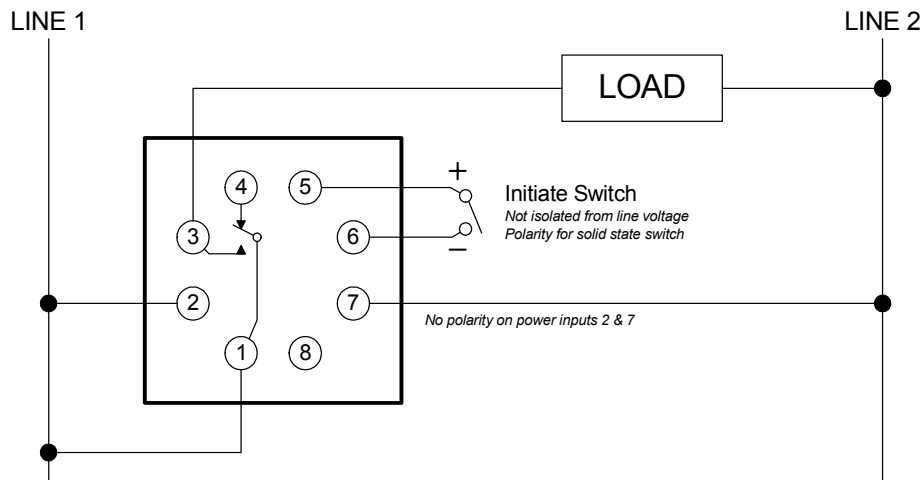 LINE 1
LINE 2
LOAD
4
5
+
Initiate Switch
Not isolated from line voltage
Polarity for solid state switch
3
6
–
2
7
No polarity on power inputs 2 & 7
1
8